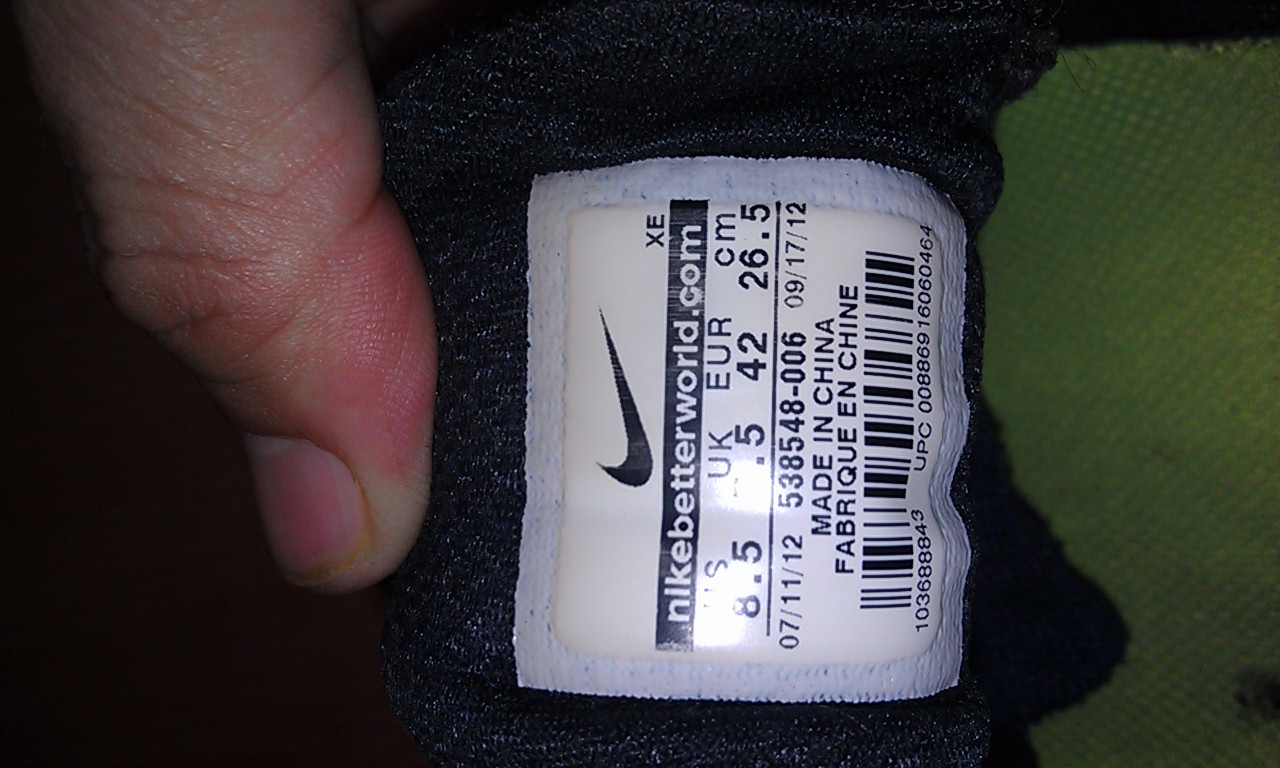 XE
nikebetterworld.com
US UK EUR cm
8.5 .5 42 26.5
07/11/12 538548-006 09/17/12
MADE IN CHINA
FABRIQUE EN CHINE
1036888843 UPC 00886916060464